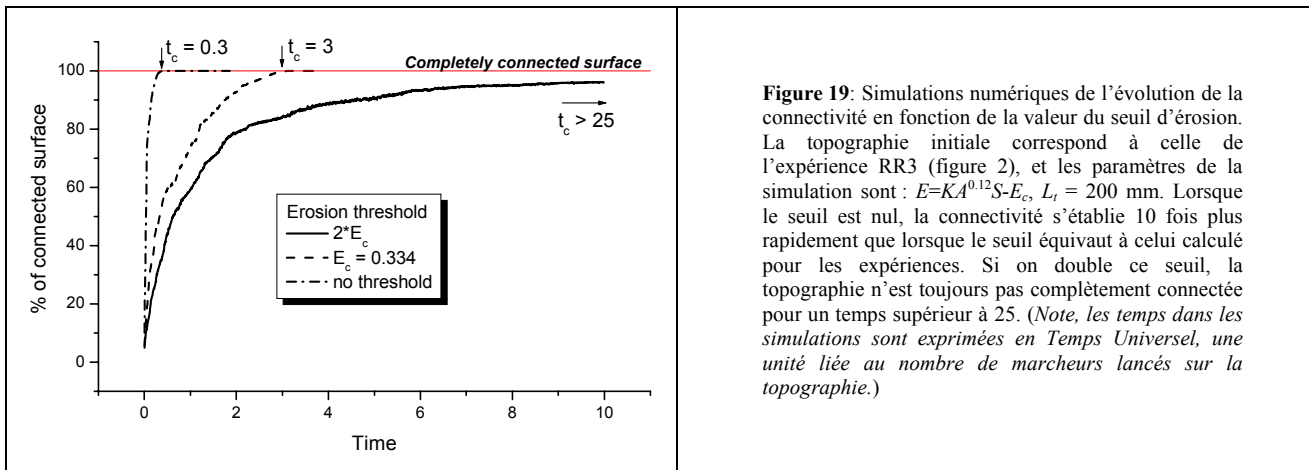 t_c = 0.3
t_c = 3
Completely connected surface
100
80
60
40
20
0
% of connected surface
t_c > 25
Erosion threshold
2*E_c
E_c = 0.334
no threshold
0 2 4 6 8 10
Time
Figure 19: Simulations numériques de l'évolution de la
connectivité en fonction de la valeur du seuil d'érosion.
La topographie initiale correspond à celle de
l'expérience RR3 (figure 2), et les paramètres de la
simulation sont : E=KA^0.12S-E_c, L_t = 200 mm. Lorsque
le seuil est nul, la connectivité s'établie 10 fois plus
rapidement que lorsque le seuil équivaut à celui calculé
pour les expériences. Si on double ce seuil, la
topographie n'est toujours pas complètement connectée
pour un temps supérieur à 25. (Note, les temps dans les
simulations sont exprimées en Temps Universel, une
unité liée au nombre de marcheurs lancés sur la
topographie.)